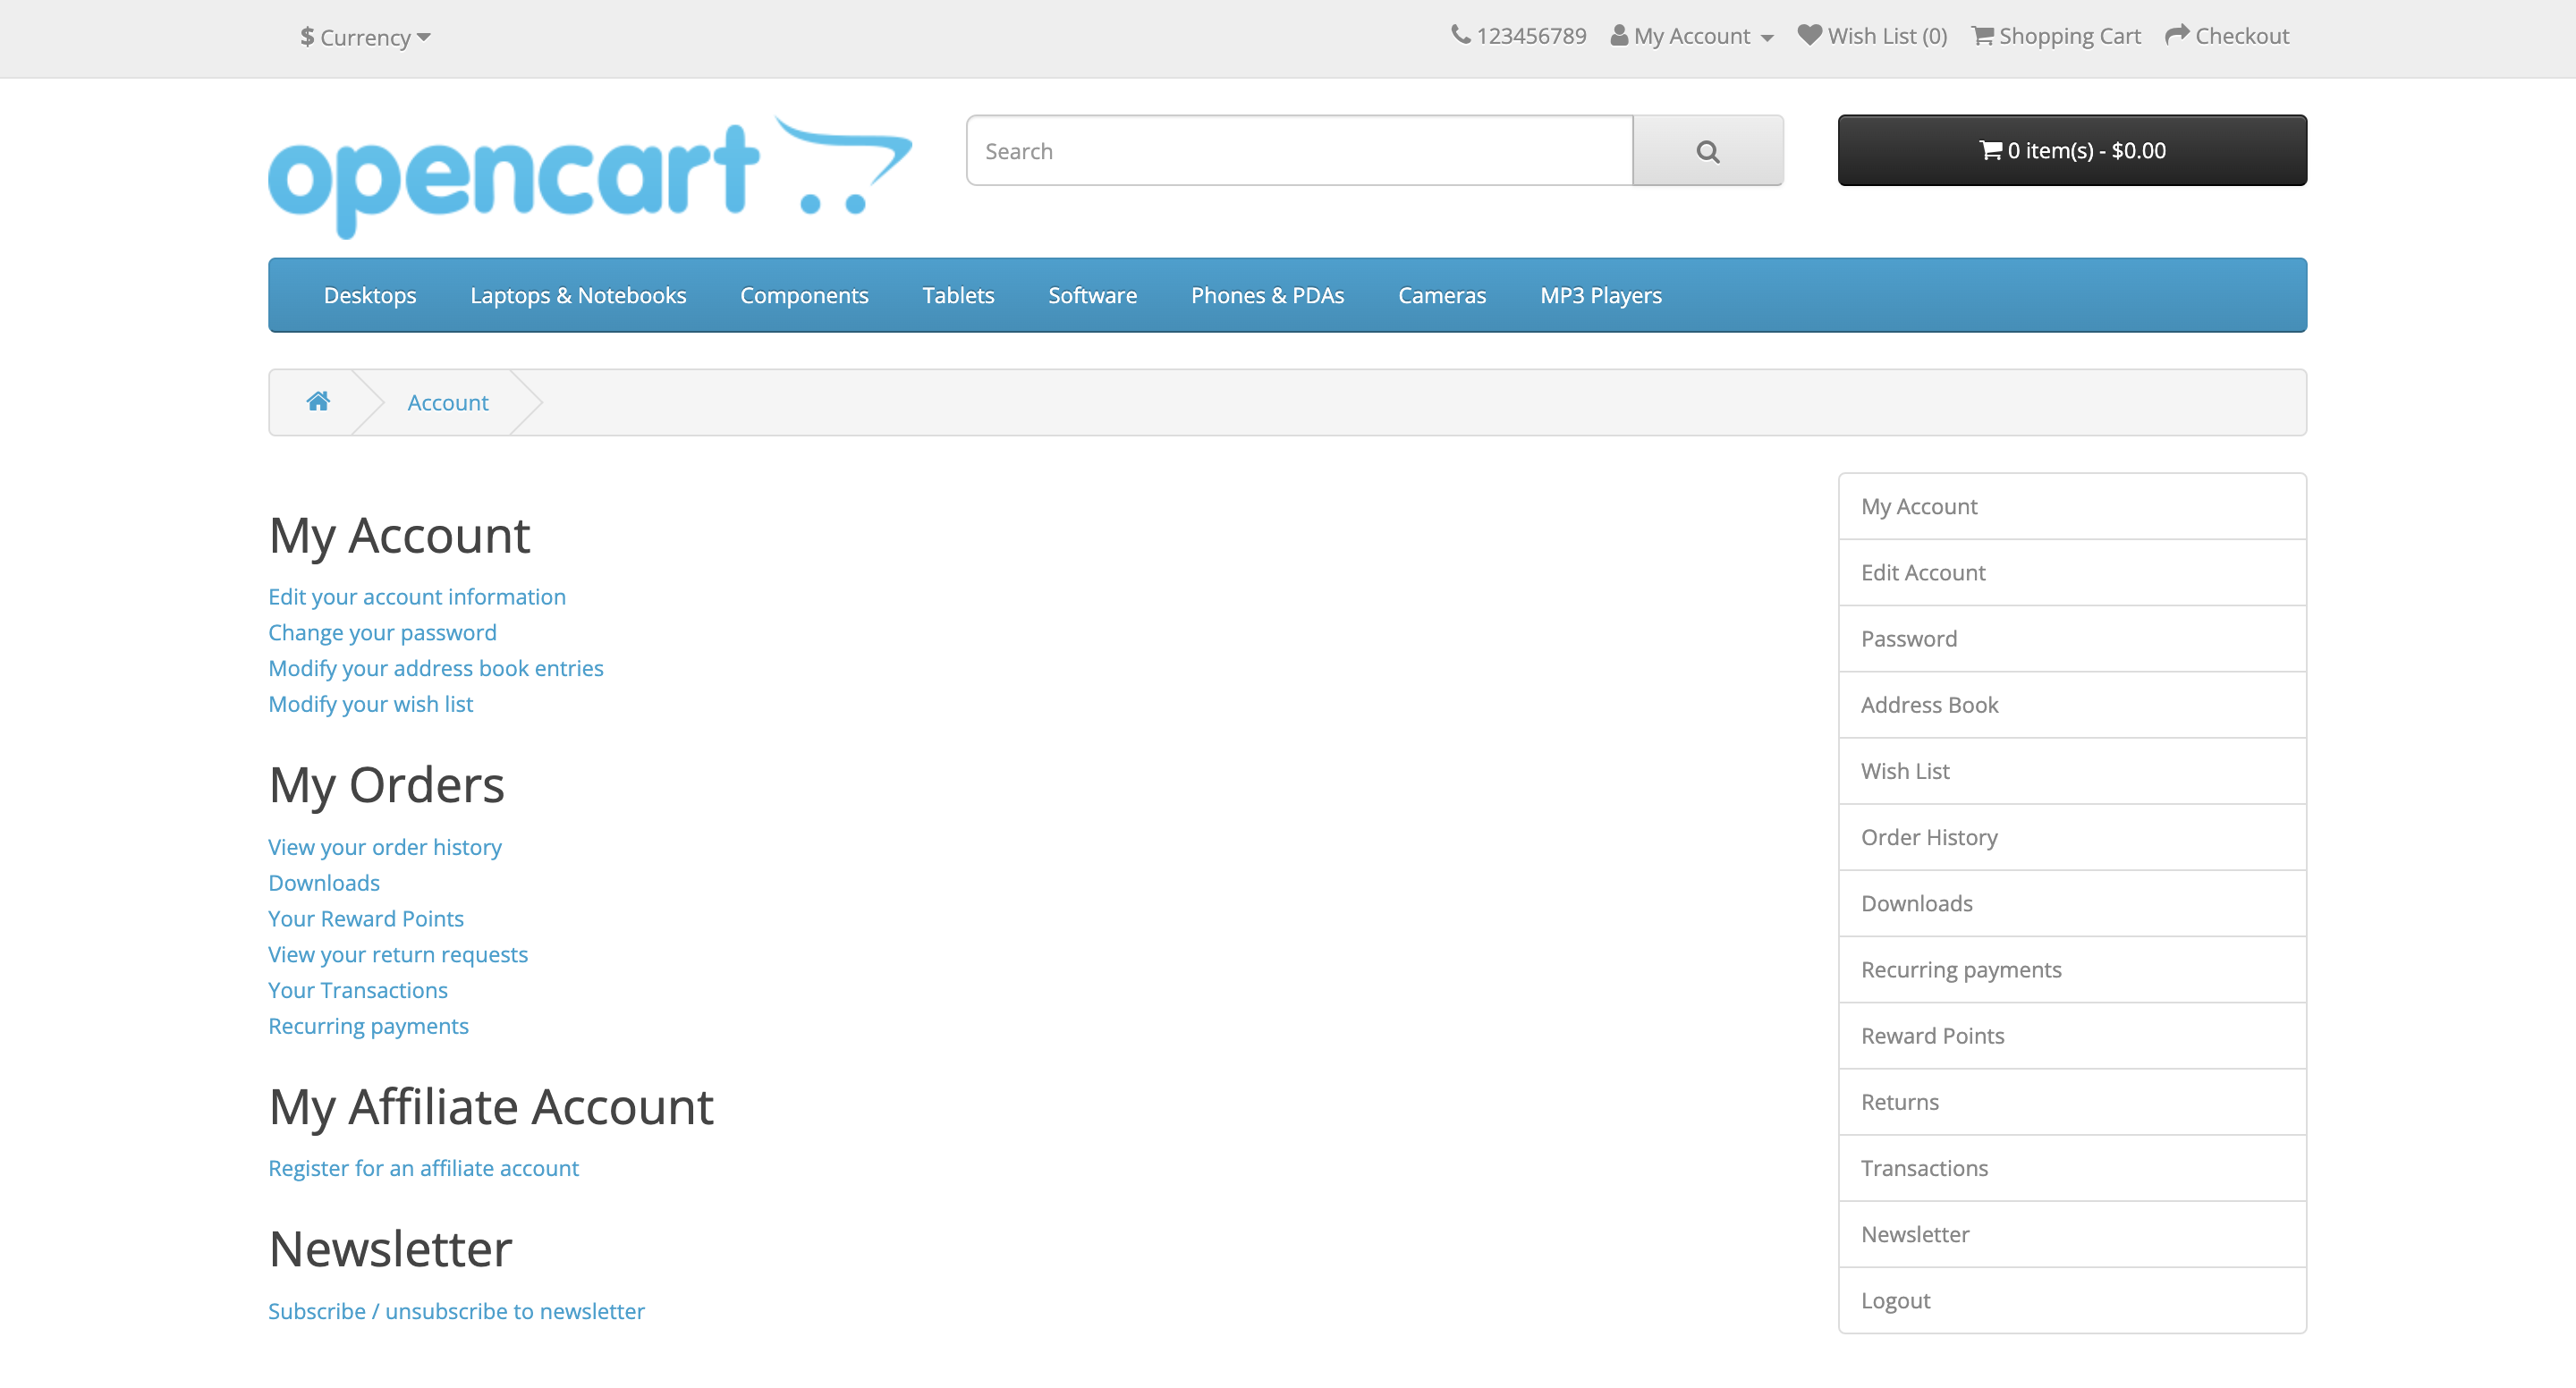 $ Currency
123456789 My Account Wish List (0) Shopping Cart Checkout
opencart
Search
0 item(s) - $0.00
Desktops Laptops & Notebooks Components Tablets Software Phones & PDAs Cameras MP3 Players
Account
My Account
Edit your account information
Change your password
Modify your address book entries
Modify your wish list
My Orders
View your order history
Downloads
Your Reward Points
View your return requests
Your Transactions
Recurring payments
My Affiliate Account
Register for an affiliate account
Newsletter
Subscribe / unsubscribe to newsletter
My Account
Edit Account
Password
Address Book
Wish List
Order History
Downloads
Recurring payments
Reward Points
Returns
Transactions
Newsletter
Logout